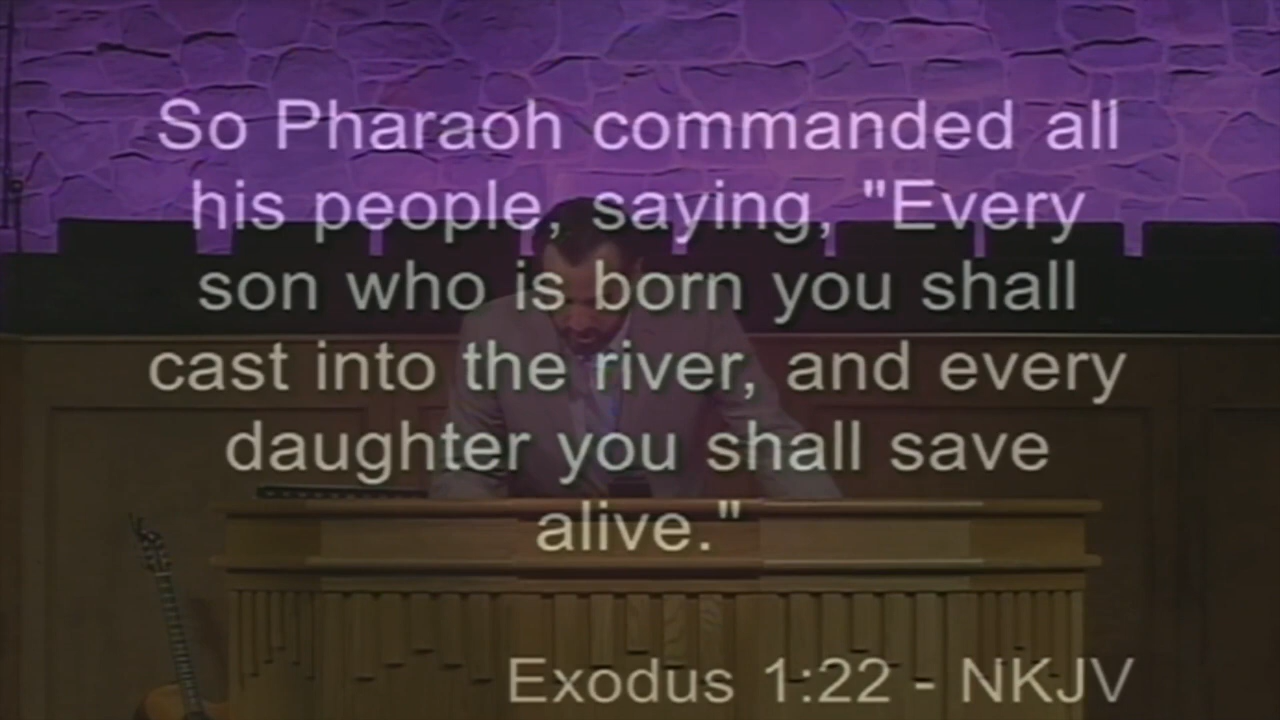 So Pharaoh commanded all
his people, saying, "Every
son who is born you shall
cast into the river, and every
daughter you shall save
alive."
Exodus 1:22 - NKJV